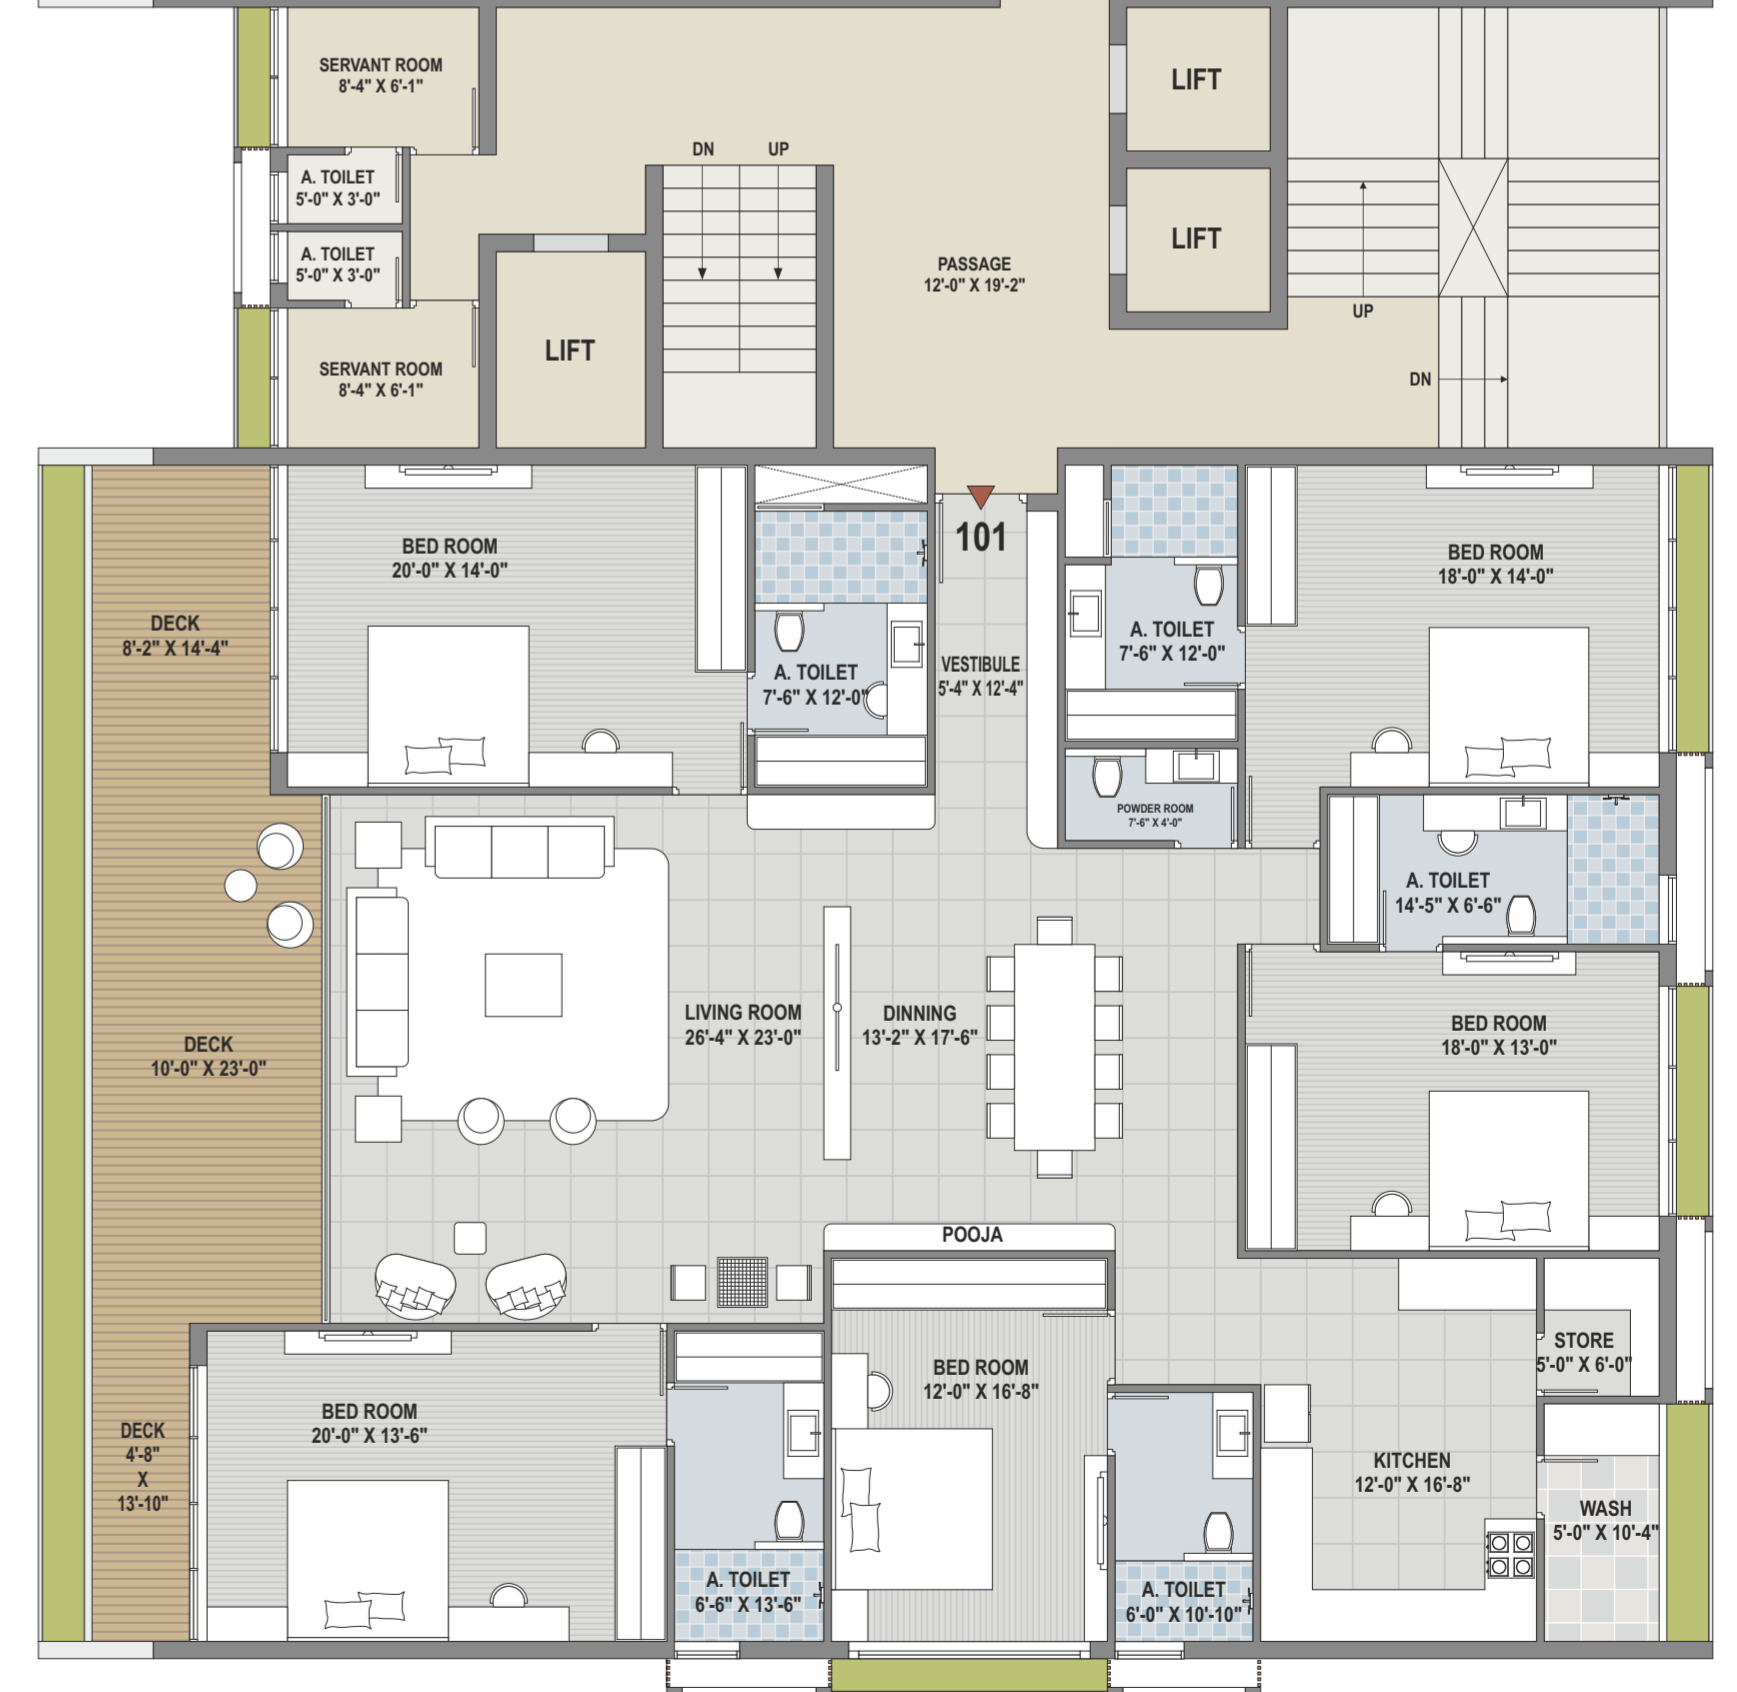 SERVANT ROOM
8'-4" X 6'-1"
LIFT
A. TOILET
5'-0" X 3'-0"
DN
UP
A. TOILET
5'-0" X 3'-0"
LIFT
PASSAGE
12'-0" X 19'-2"
UP
SERVANT ROOM
8'-4" X 6'-1"
LIFT
DN
101
BED ROOM
20'-0" X 14'-0"
BED ROOM
18'-0" X 14'-0"
DECK
8'-2" X 14'-4"
A. TOILET
7'-6" X 12'-0"
VESTIBULE
5'-4" X 12'-4"
A. TOILET
7'-6" X 12'-0"
POWDER ROOM
7'-6" X 4'-0"
A. TOILET
14'-5" X 6'-6"
DECK
10'-0" X 23'-0"
LIVING ROOM
26'-4" X 23'-0"
DINNING
13'-2" X 17'-6"
BED ROOM
18'-0" X 13'-0"
POOJA
STORE
5'-0" X 6'-0"
BED ROOM
12'-0" X 16'-8"
BED ROOM
20'-0" X 13'-6"
DECK
4'-8"
X
13'-10"
KITCHEN
12'-0" X 16'-8"
WASH
5'-0" X 10'-4"
A. TOILET
6'-6" X 13'-6"
A. TOILET
6'-0" X 10'-10"